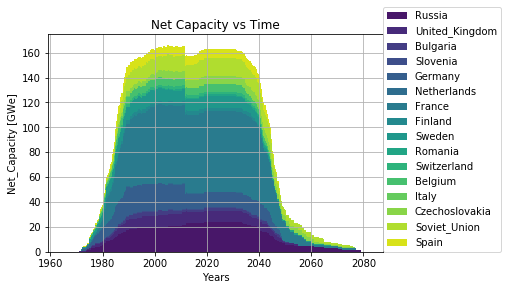 Net Capacity vs Time
Net_Capacity [GWe]
160
140
120
100
80
60
40
20
0
1960
1980
2000
2020
2040
2060
2080
Years
Russia
United_Kingdom
Bulgaria
Slovenia
Germany
Netherlands
France
Finland
Sweden
Romania
Switzerland
Belgium
Italy
Czechoslovakia
Soviet_Union
Spain